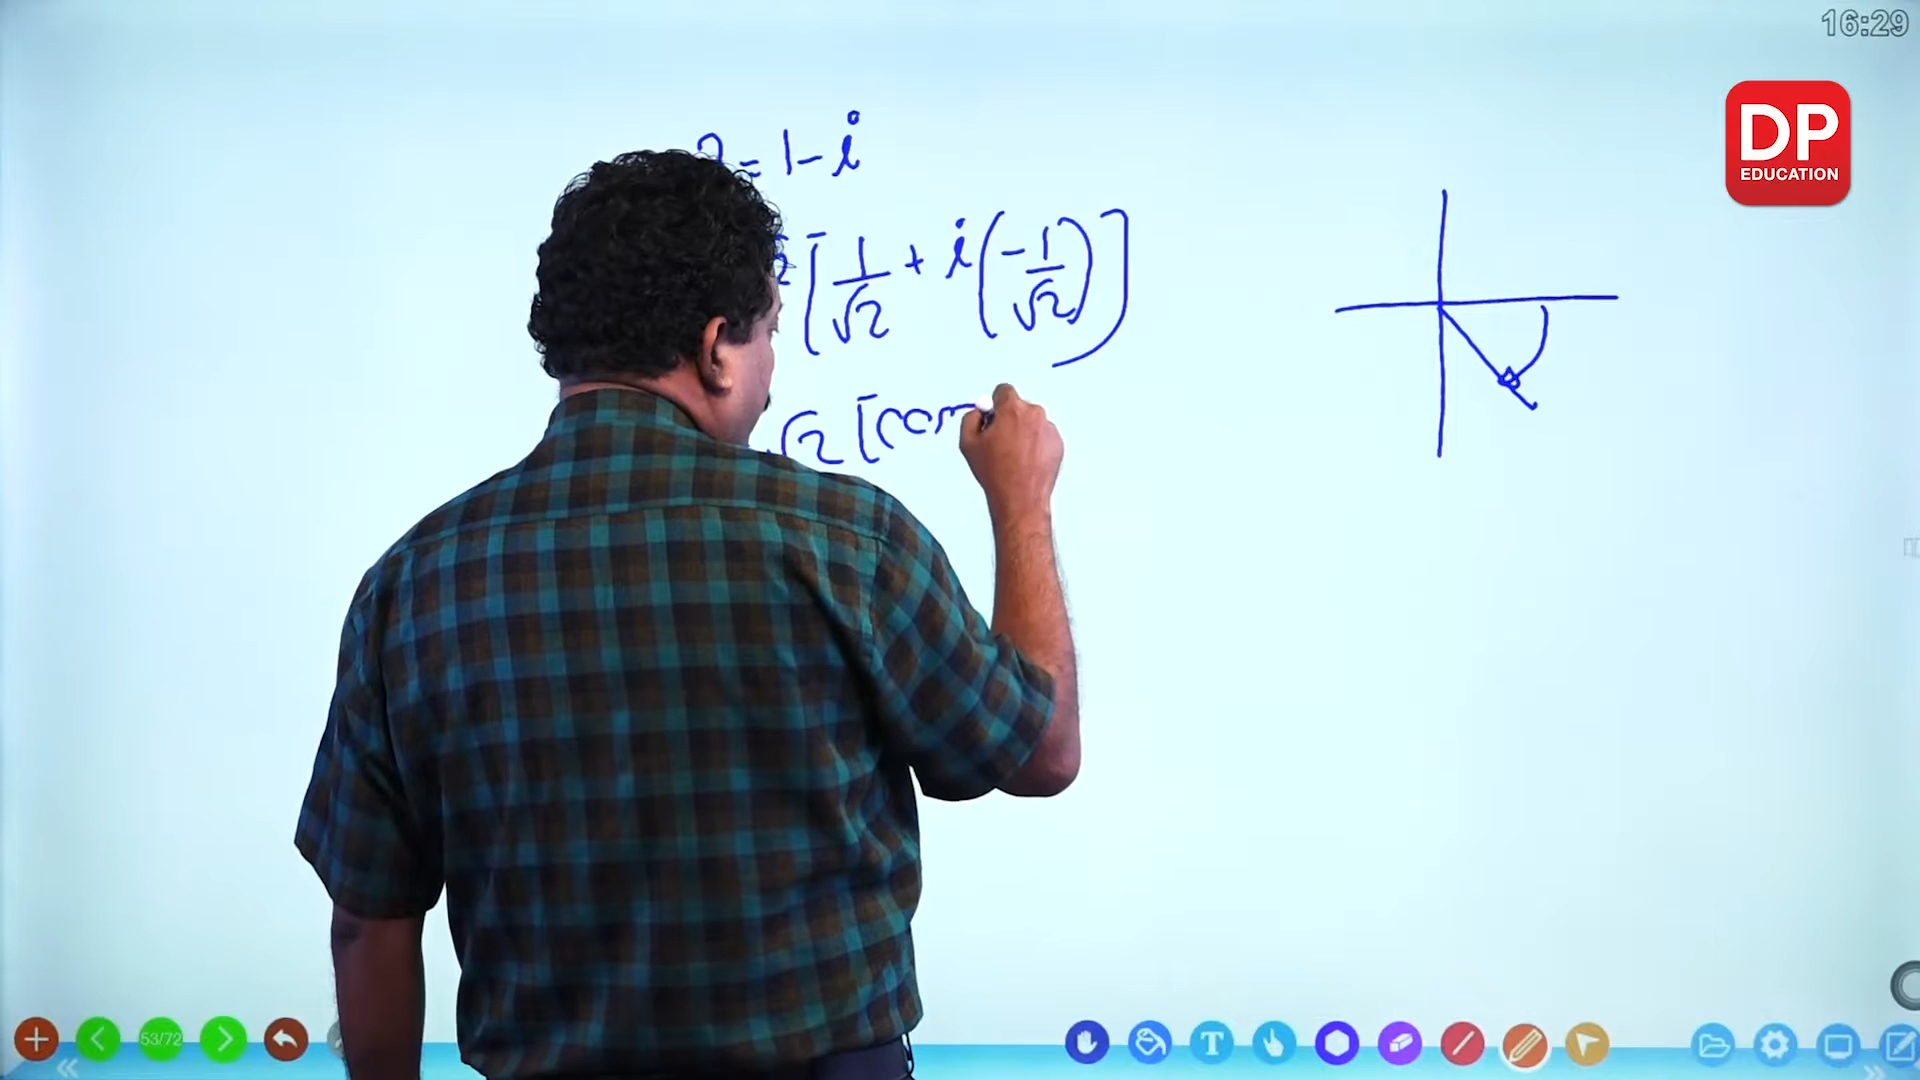 16:29
DP
EDUCATION
= 1 - i
[1/√2 + i(-1/√2)]
√2 [cos
53/72
T